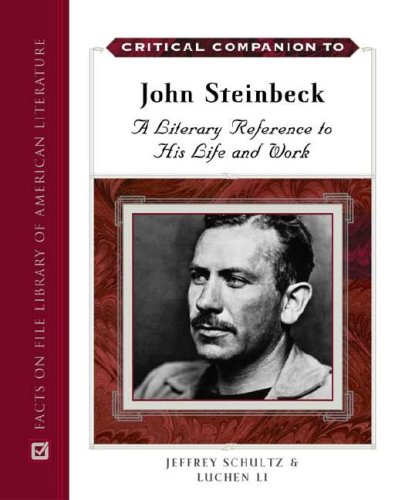 CRITICAL COMPANION TO
John Steinbeck
A Literary Reference to
His Life and Work
JEFFREY SCHULTZ &
LUCHEN LI
FACTS ON FILE LIBRARY OF AMERICAN LITERATURE